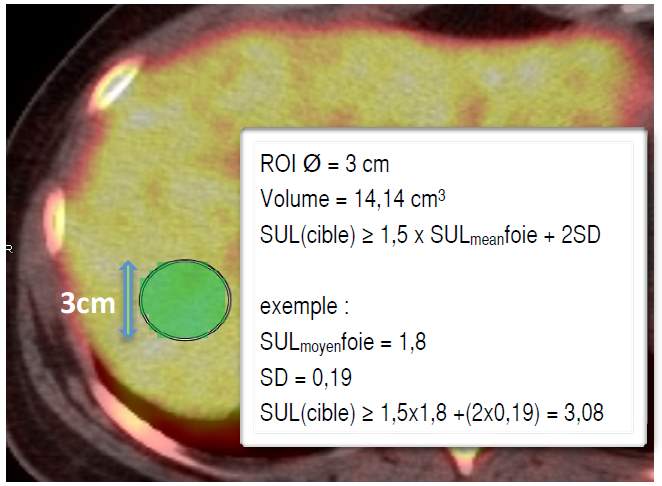 ROI Ø = 3 cm
Volume = 14,14 cm³
SUL(cible) ≥ 1,5 x SULmeanfoie + 2SD
R
3cm
exemple :
SULmoyenfoie = 1,8
SD = 0,19
SUL(cible) ≥ 1,5x1,8 +(2x0,19) = 3,08